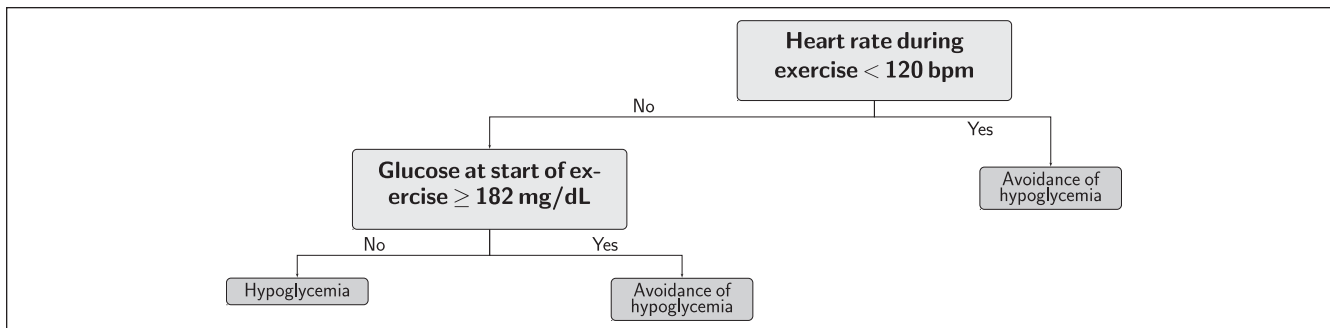 Heart rate during
exercise < 120 bpm
No
Yes
Glucose at start of ex-
ercise ≥ 182 mg/dL
Avoidance of
hypoglycemia
No
Yes
Hypoglycemia
Avoidance of
hypoglycemia